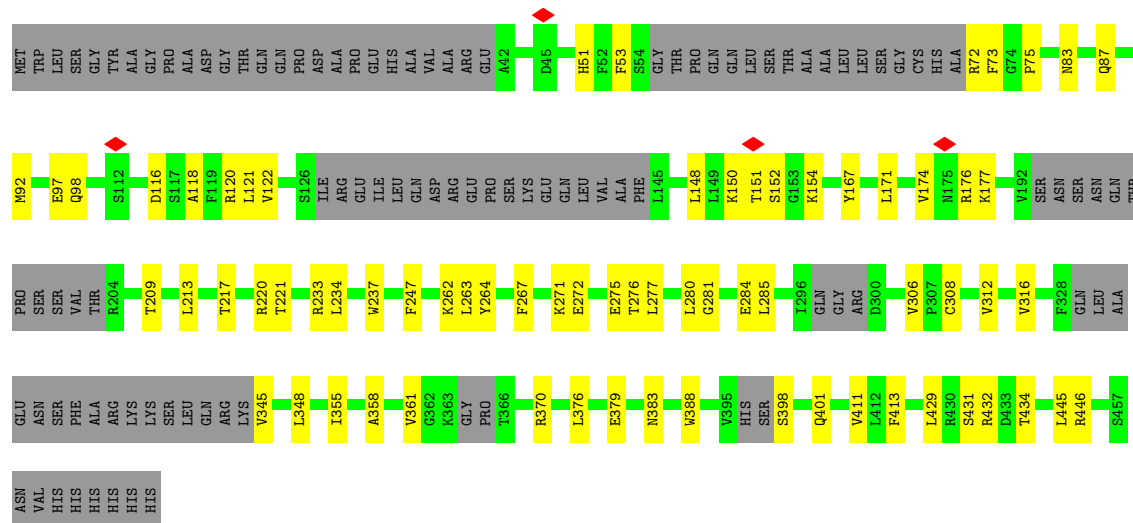 MET TRP LEU SER GLY TYR ALA GLY PRO ALA ASP GLY THR GLN GLN PRO ASP ALA PRO GLU HIS ALA VAL ALA ARG GLU A42 D45 H51 F52 F53 S54 GLY THR PRO GLN GLN LEU SER THR ALA ALA LEU LEU SER GLY CYS HIS ALA R72 F73 G74 P75 N83 Q87
M92 E97 Q98 S112 D116 S117 A118 F119 R120 L121 V122 S126 ILE ARG GLU ILE LEU GLN ASP ARG GLU PRO SER LYS GLU GLN LEU VAL ALA PHE L145 L148 L149 K150 T151 S152 G153 K154 Y167 L171 V174 N175 R176 K177 V192 SER ASN SER ASN GLN THR
PRO SER SER VAL THR R204 T209 L213 T217 R220 T221 R233 L234 W237 F247 K262 L263 Y264 F267 K271 E272 E275 T276 L277 L280 G281 E284 L285 I296 GLN GLY ARG D300 V306 P307 C308 V312 V316 F328 GLN LEU ALA
GLU ASN SER PHE ALA ARG LYS LYS SER LEU GLN ARG LYS V345 L348 I355 A358 V361 G362 K363 GLY PRO T366 R370 L376 E379 N383 W388 V395 HIS SER S398 Q401 V411 L412 F413 L429 R430 S431 R432 D433 T434 L445 R446 S457
ASN VAL HIS HIS HIS HIS HIS HIS